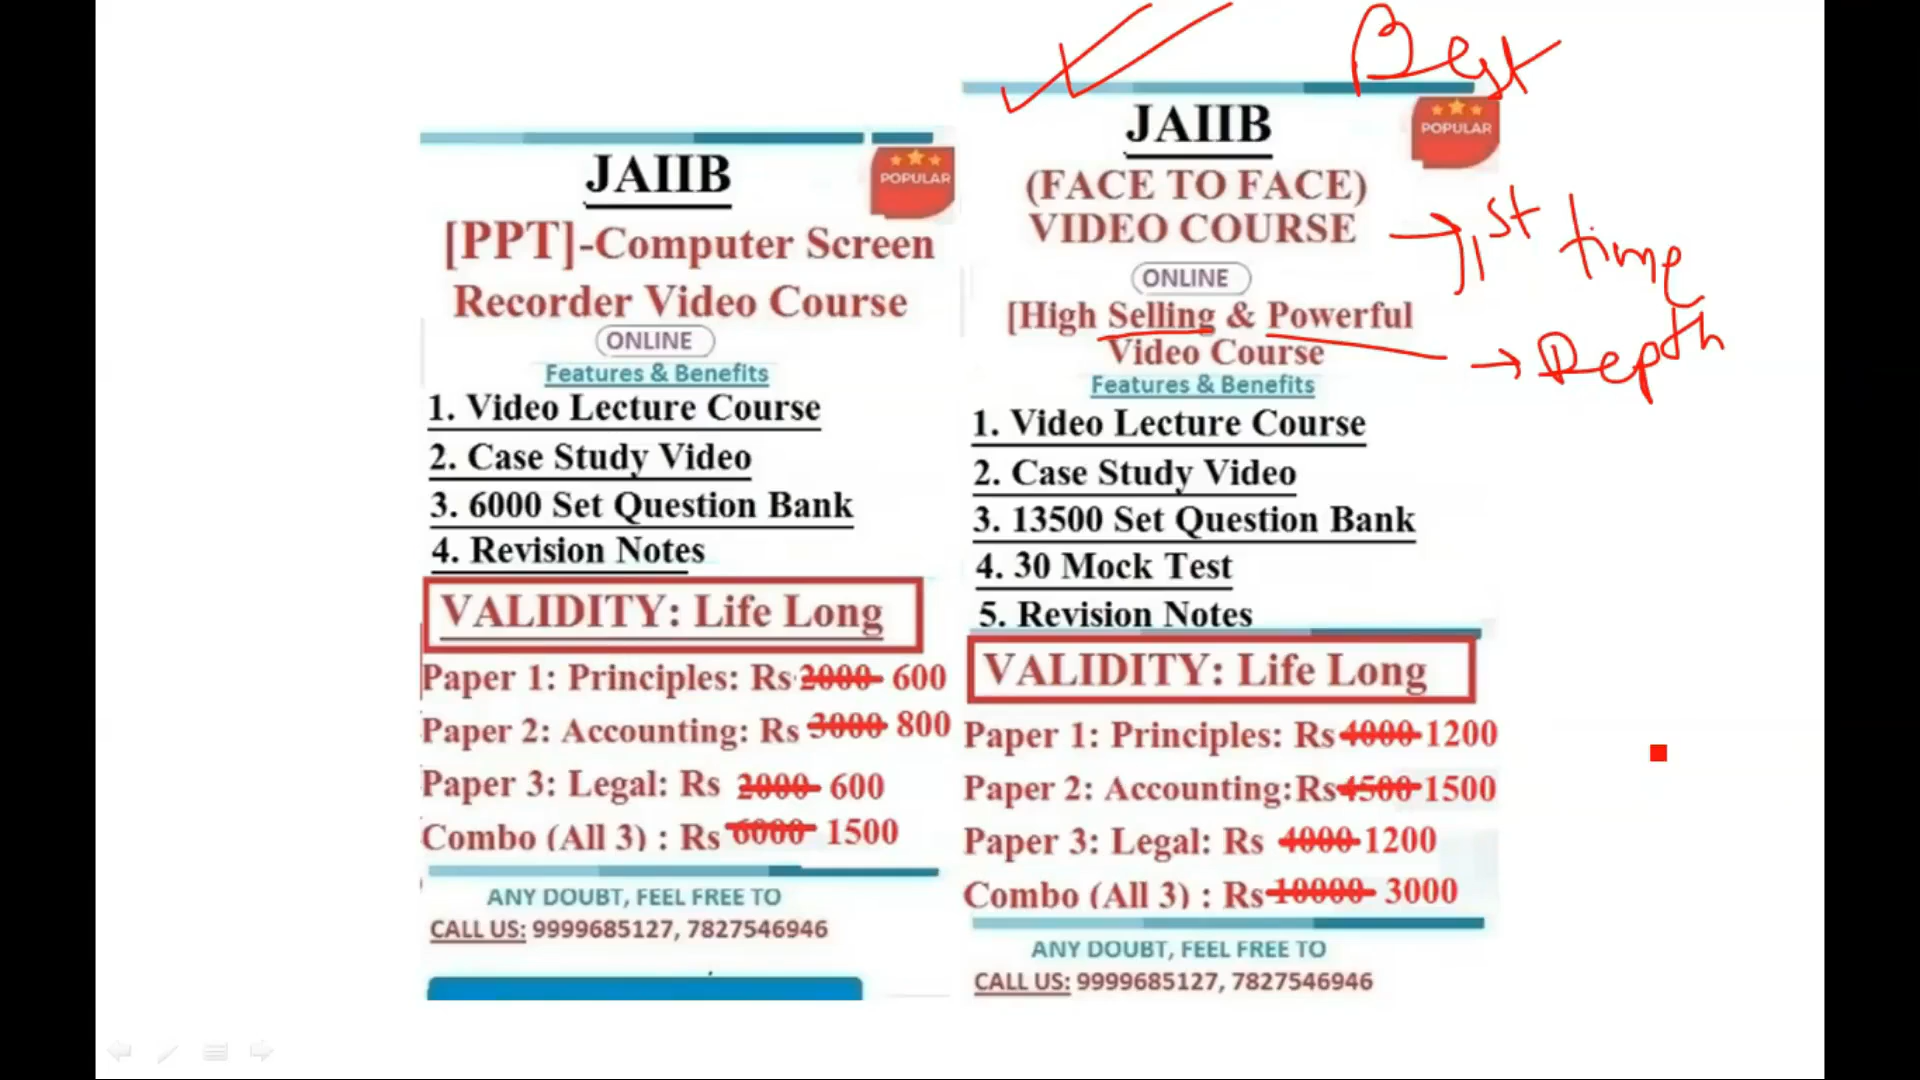 JAIIB
POPULAR
[PPT]-Computer Screen
Recorder Video Course
ONLINE
Features & Benefits
1. Video Lecture Course
2. Case Study Video
3. 6000 Set Question Bank
4. Revision Notes
VALIDITY: Life Long
Paper 1: Principles: Rs 2000 600
Paper 2: Accounting: Rs 3000 800
Paper 3: Legal: Rs 2000 600
Combo (All 3) : Rs 6000 1500
ANY DOUBT, FEEL FREE TO
CALL US: 9999685127, 7827546946
Best
JAIIB
POPULAR
(FACE TO FACE)
VIDEO COURSE
1st time
ONLINE
[High Selling & Powerful
Video Course
Depth
Features & Benefits
1. Video Lecture Course
2. Case Study Video
3. 13500 Set Question Bank
4. 30 Mock Test
5. Revision Notes
VALIDITY: Life Long
Paper 1: Principles: Rs 4000 1200
Paper 2: Accounting: Rs 4500 1500
Paper 3: Legal: Rs 4000 1200
Combo (All 3) : Rs 10000 3000
ANY DOUBT, FEEL FREE TO
CALL US: 9999685127, 7827546946